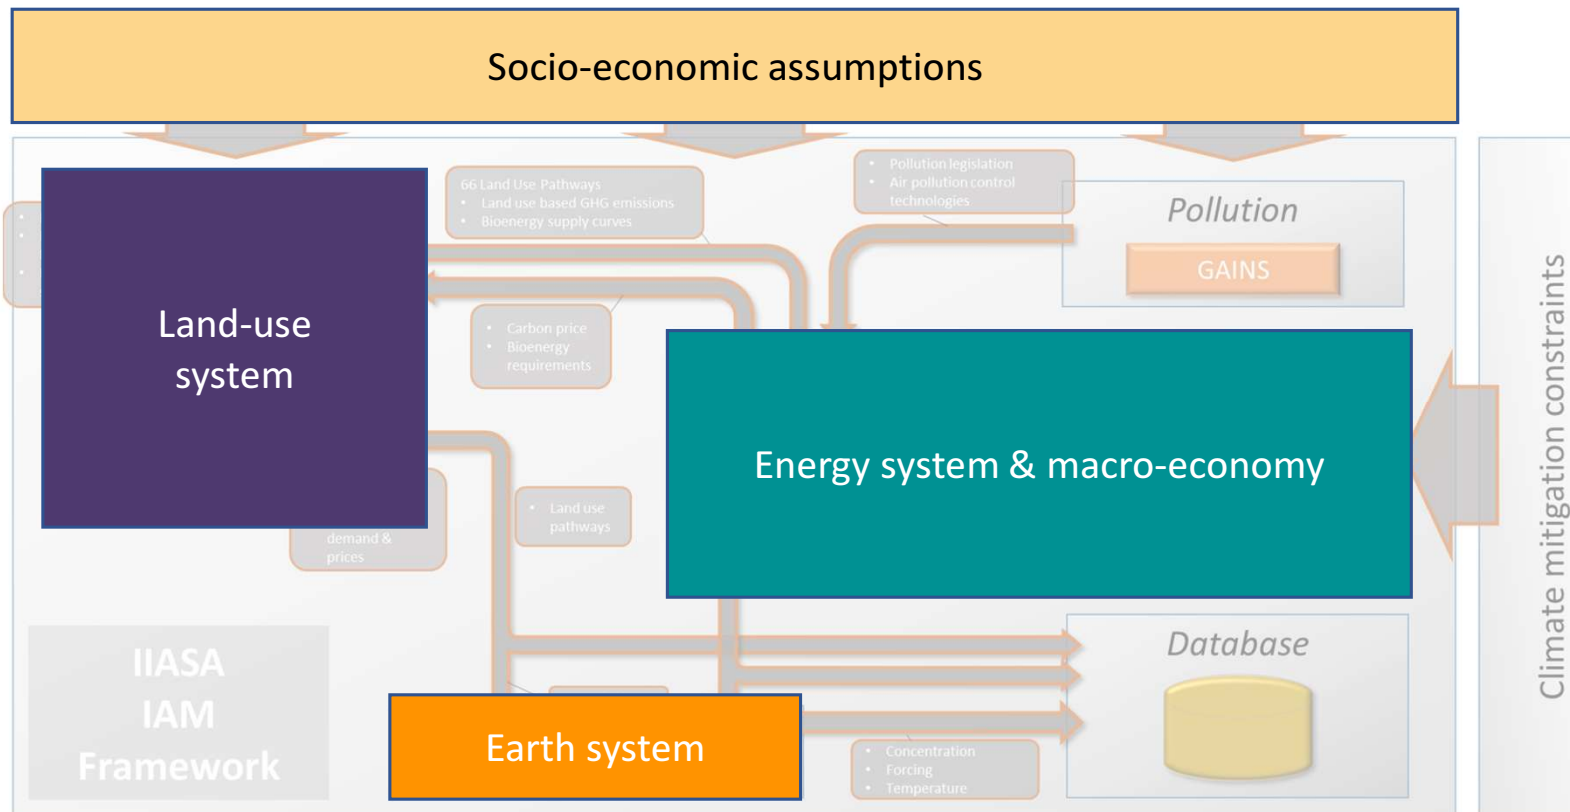 Socio-economic assumptions
66 Land Use Pathways
• Land use based GHG emissions
• Bioenergy supply curves
• Pollution legislation
• Air pollution control
technologies
Pollution
GAINS
Land-use
system
• Carbon price
• Bioenergy
requirements
Energy system & macro-economy
Climate mitigation constraints
demand &
prices
• Land use
pathways
IIASA
IAM
Framework
Earth system
Database
• Concentration
• Forcing
• Temperature